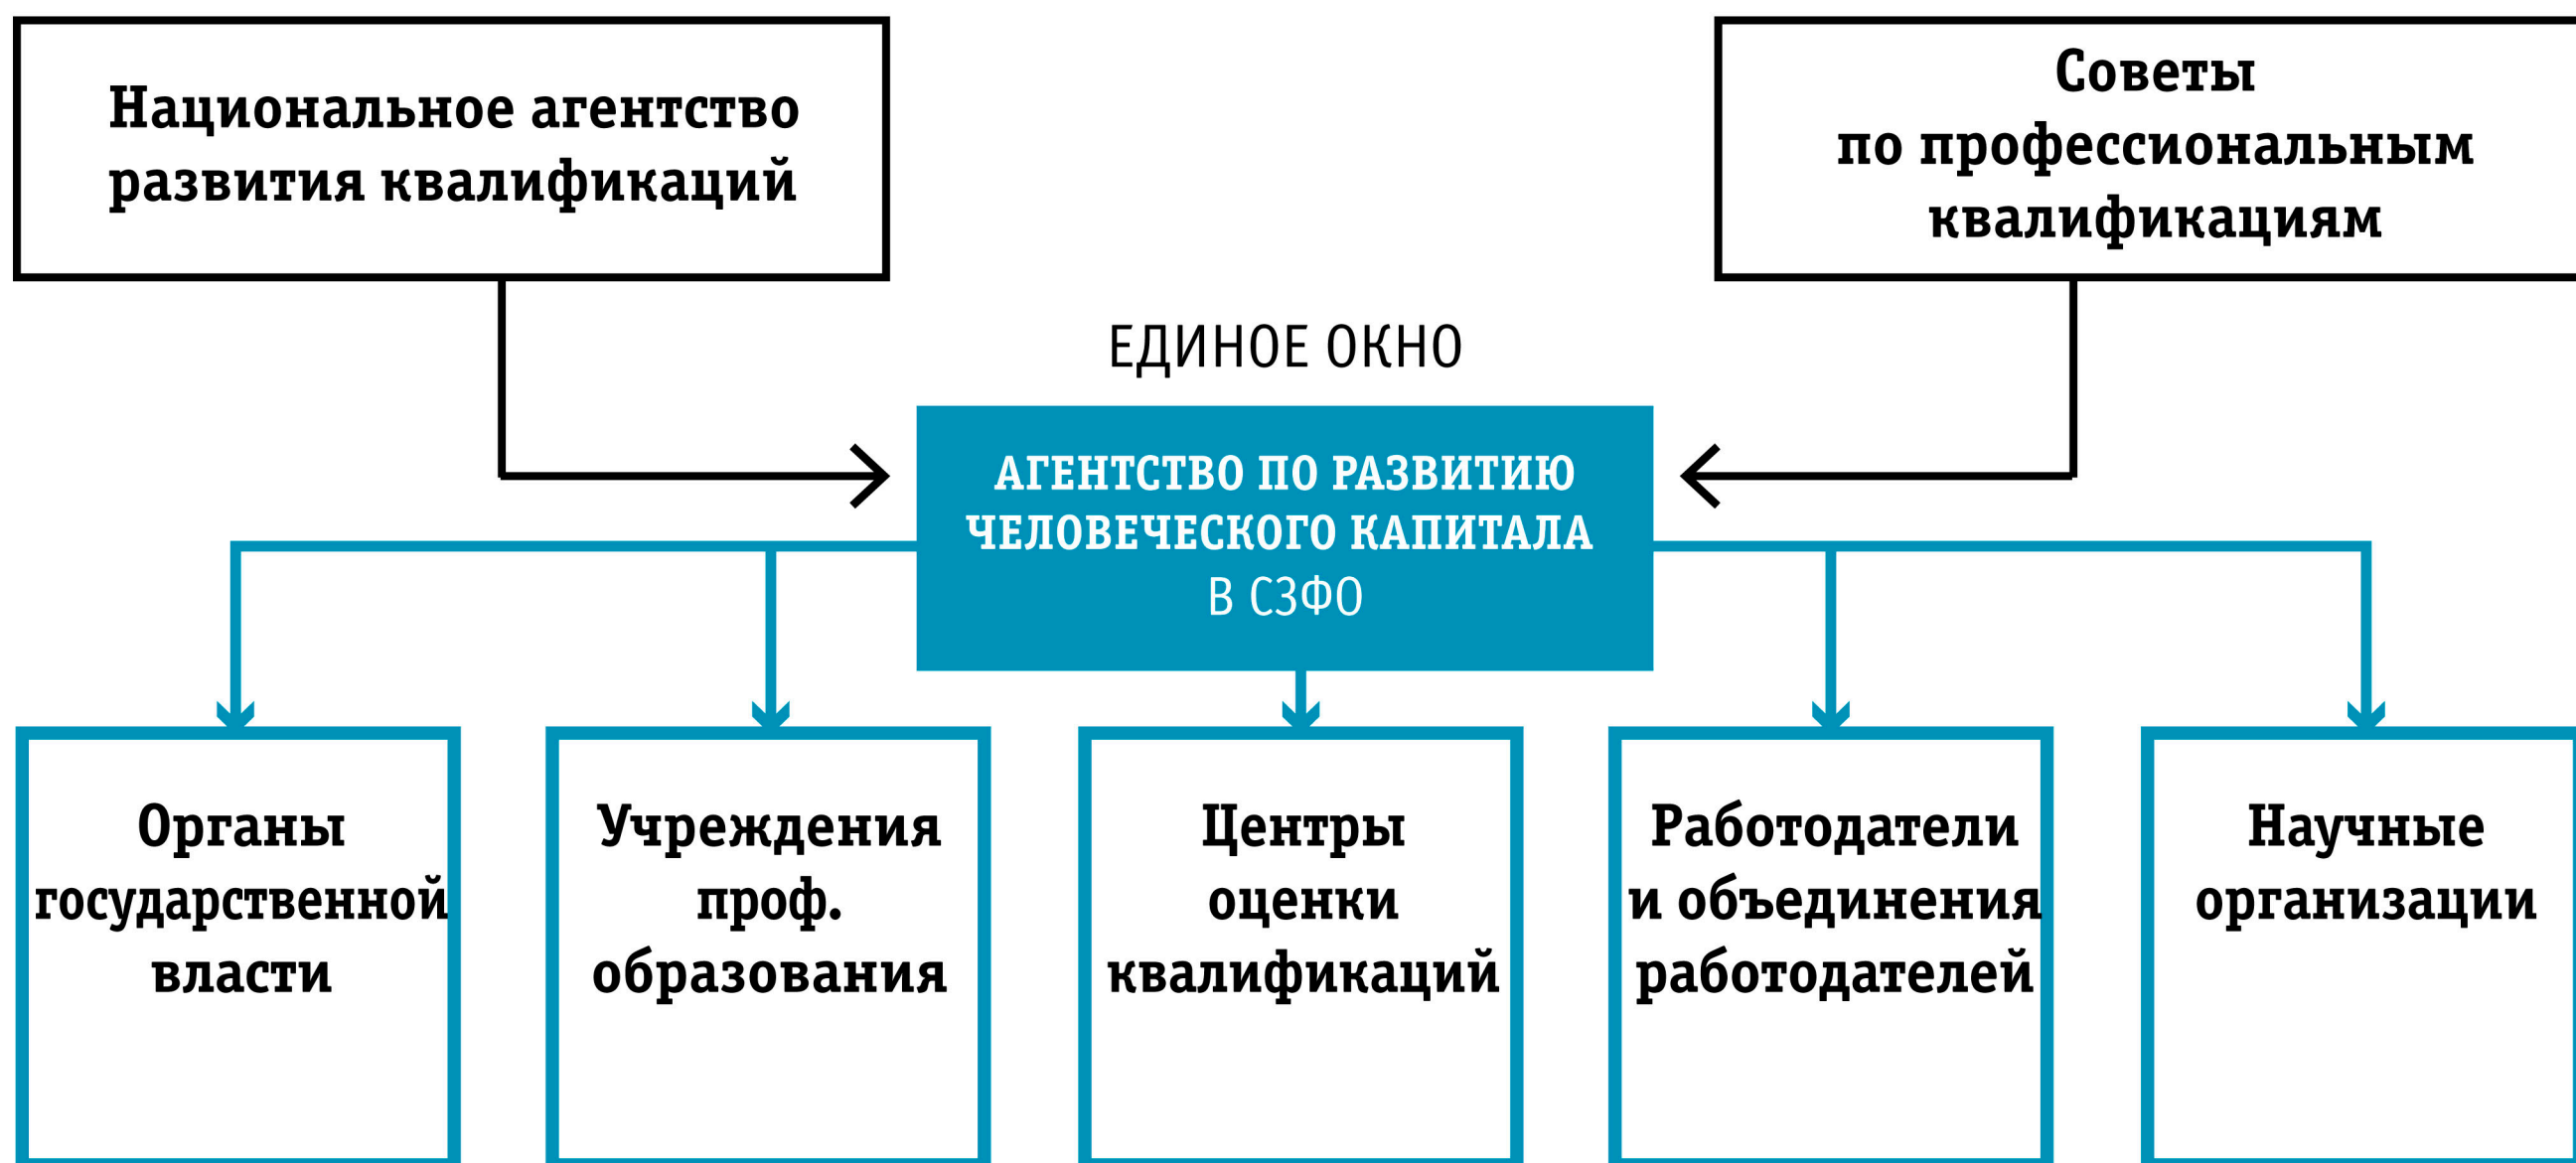 Национальное агентство
развития квалификаций
Советы
по профессиональным
квалификациям
ЕДИНОЕ ОКНО
АГЕНТСТВО ПО РАЗВИТИЮ
ЧЕЛОВЕЧЕСКОГО КАПИТАЛА
В СЗФО
Органы
государственной
власти
Учреждения
проф.
образования
Центры
оценки
квалификаций
Работодатели
и объединения
работодателей
Научные
организации